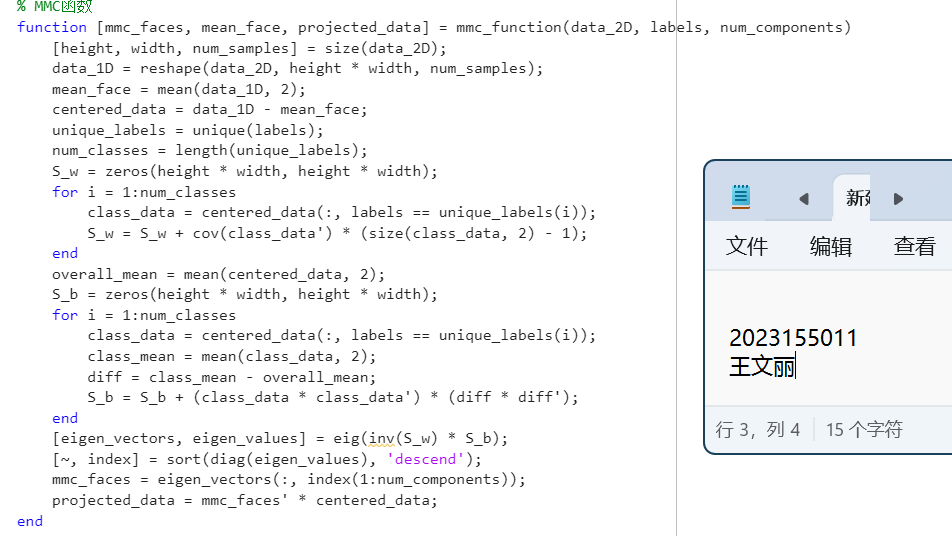 % MMC函数
function [mmc_faces, mean_face, projected_data] = mmc_function(data_2D, labels, num_components)
    [height, width, num_samples] = size(data_2D);
    data_1D = reshape(data_2D, height * width, num_samples);
    mean_face = mean(data_1D, 2);
    centered_data = data_1D - mean_face;
    unique_labels = unique(labels);
    num_classes = length(unique_labels);
    S_w = zeros(height * width, height * width);
    for i = 1:num_classes
        class_data = centered_data(:, labels == unique_labels(i));
        S_w = S_w + cov(class_data') * (size(class_data, 2) - 1);
    end
    overall_mean = mean(centered_data, 2);
    S_b = zeros(height * width, height * width);
    for i = 1:num_classes
        class_data = centered_data(:, labels == unique_labels(i));
        class_mean = mean(class_data, 2);
        diff = class_mean - overall_mean;
        S_b = S_b + (class_data * class_data') * (diff * diff');
    end
    [eigen_vectors, eigen_values] = eig(inv(S_w) * S_b);
    [~, index] = sort(diag(eigen_values), 'descend');
    mmc_faces = eigen_vectors(:, index(1:num_components));
    projected_data = mmc_faces' * centered_data;
end
文件 编辑 查看
2023155011
王文丽
行 3，列 4 15 个字符